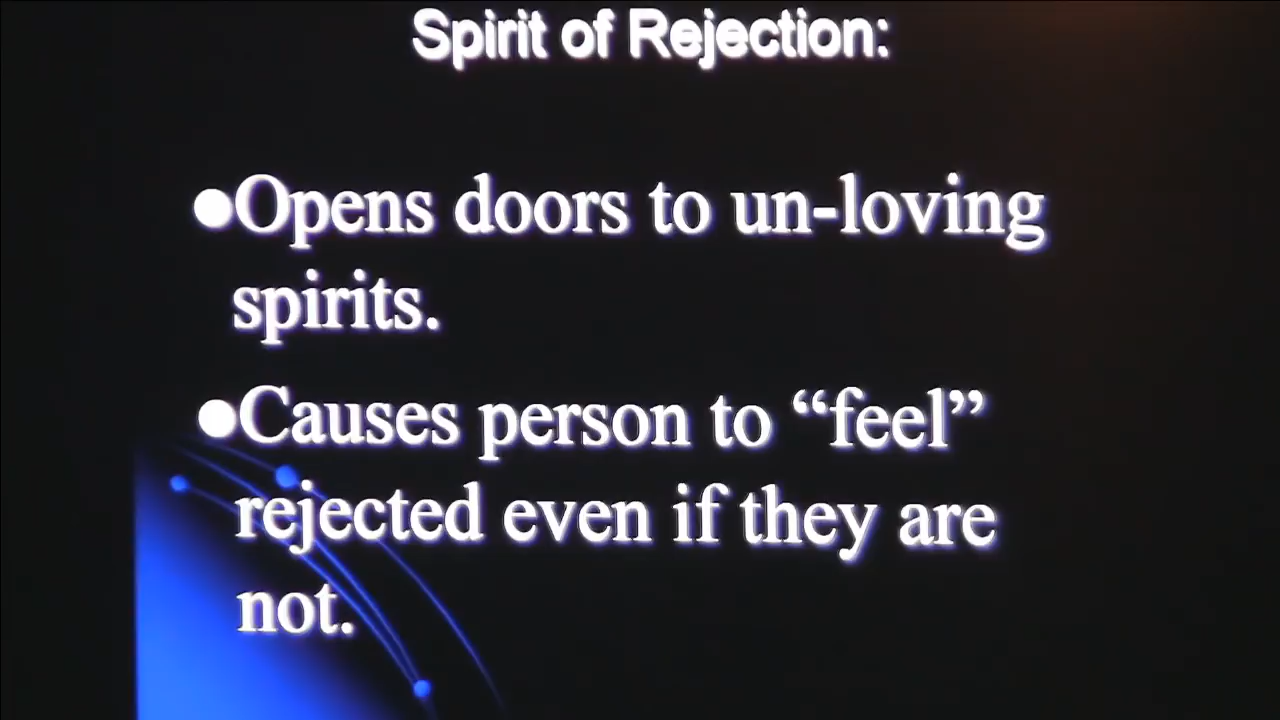 Spirit of Rejection:
●Opens doors to un-loving
spirits.
●Causes person to “feel”
rejected even if they are
not.